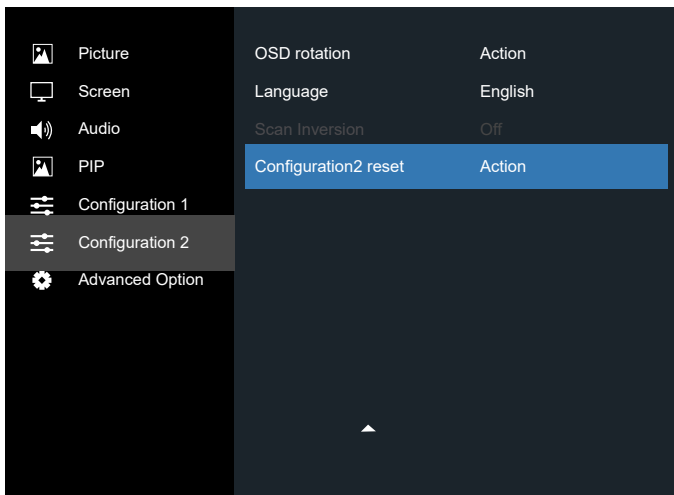 Picture
Screen
Audio
PIP
Configuration 1
Configuration 2
Advanced Option
OSD rotation Action
Language English
Scan Inversion Off
Configuration2 reset Action